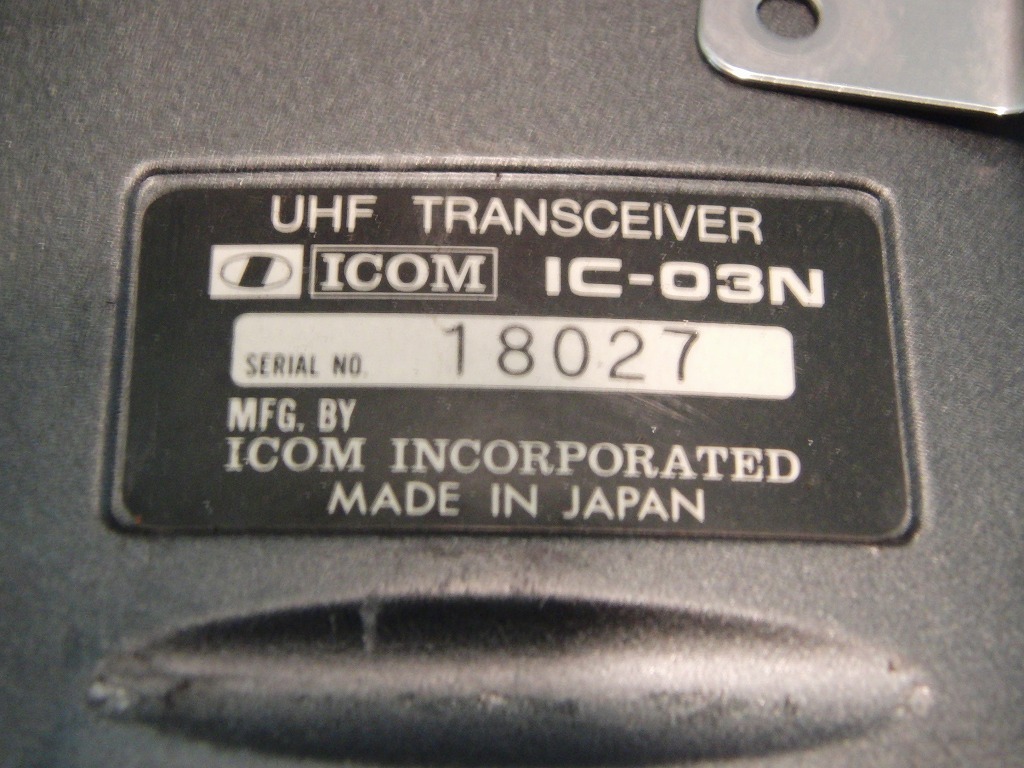 UHF TRANSCEIVER
ICOM IC-03N
SERIAL NO. 18027
MFG. BY
ICOM INCORPORATED
MADE IN JAPAN